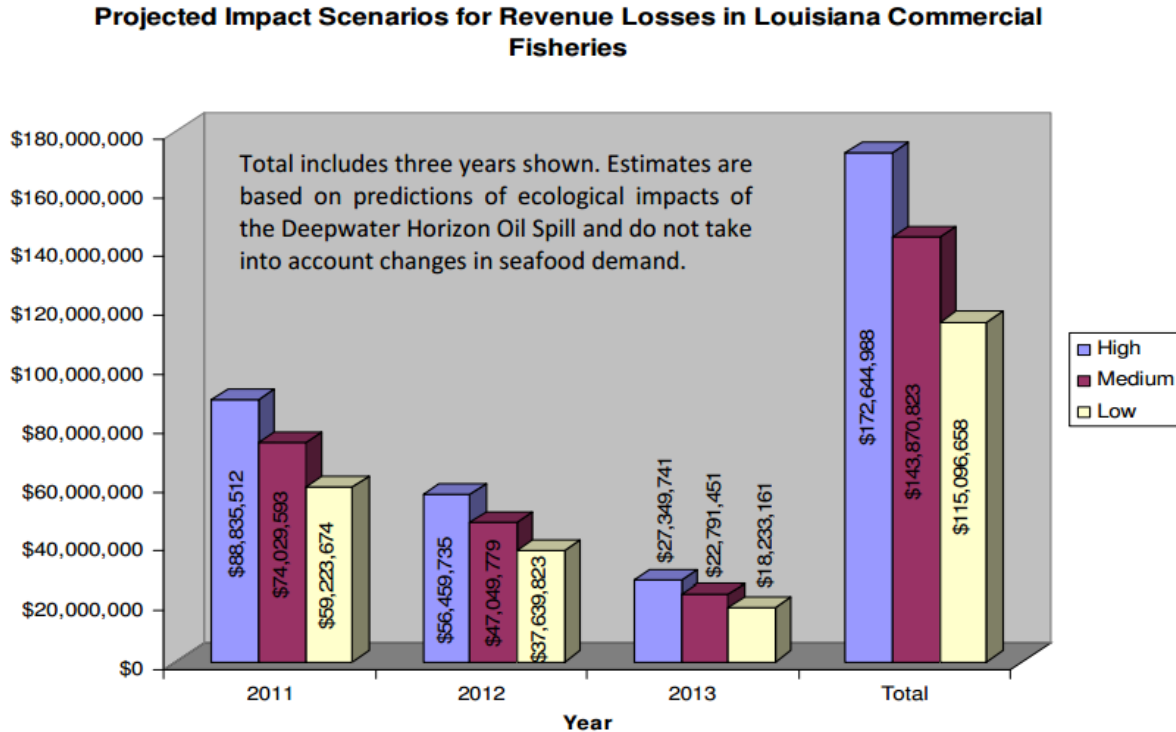 Projected Impact Scenarios for Revenue Losses in Louisiana Commercial
Fisheries
$180,000,000
$160,000,000
$140,000,000
$120,000,000
$100,000,000
$80,000,000
$60,000,000
$40,000,000
$20,000,000
$0
Total includes three years shown. Estimates are
based on predictions of ecological impacts of
the Deepwater Horizon Oil Spill and do not take
into account changes in seafood demand.
$88,835,512
$74,029,593
$59,223,674
$56,459,735
$47,049,779
$37,639,823
$27,349,741
$22,791,451
$18,233,161
$172,644,988
$143,870,823
$115,096,658
High
Medium
Low
2011
2012
2013
Total
Year